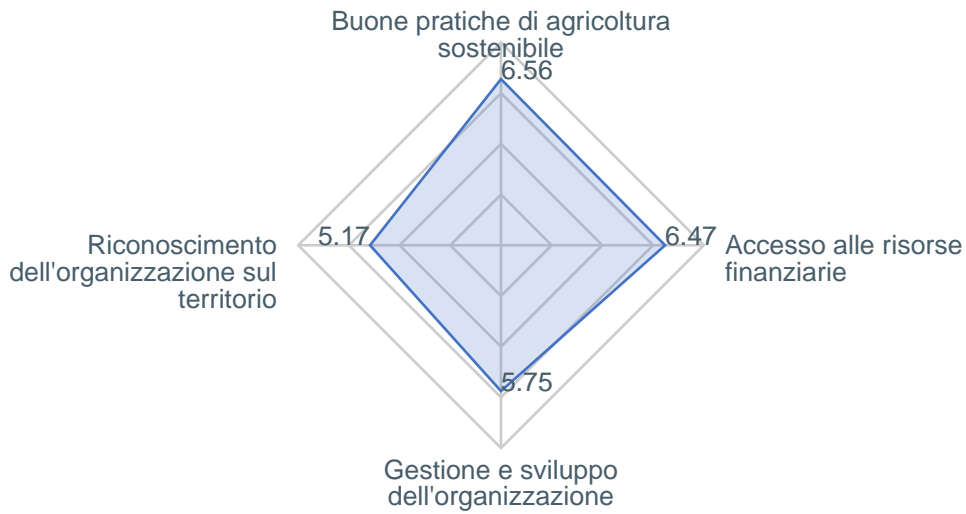 Buone pratiche di agricoltura
sostenibile
6.56
5.17
6.47
Riconoscimento
dell'organizzazione sul
territorio
Accesso alle risorse
finanziarie
5.75
Gestione e sviluppo
dell'organizzazione